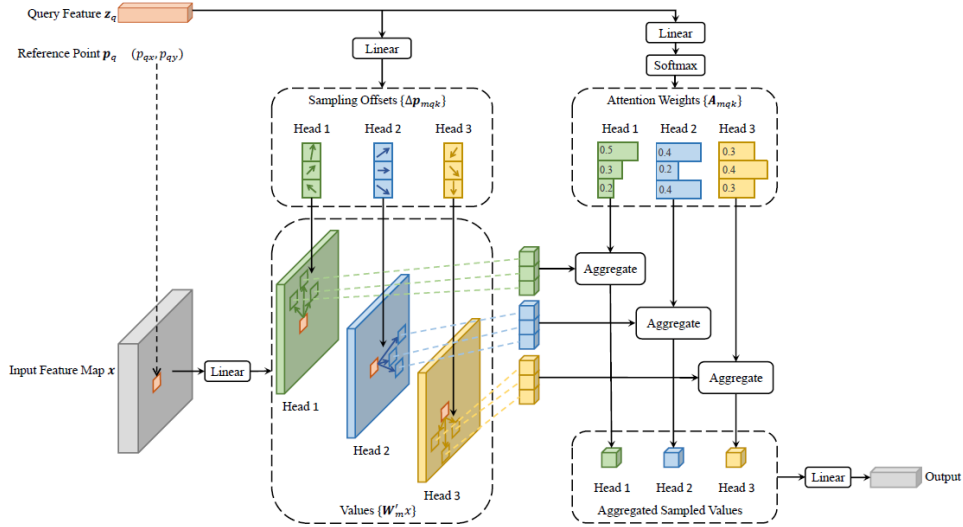 Query Feature z_q
Linear
Linear
Reference Point p_q (p_qx, p_qy)
Softmax
Sampling Offsets {Δp_mqk}
Attention Weights {A_mqk}
Head 1 Head 2 Head 3
Head 1 Head 2 Head 3
0.5 0.4 0.3
0.3 0.2 0.4
0.2 0.4 0.3
Aggregate
Aggregate
Aggregate
Input Feature Map x
Linear
Head 1
Head 2
Head 3
Values {W'_m x}
Head 1 Head 2 Head 3
Aggregated Sampled Values
Linear
Output